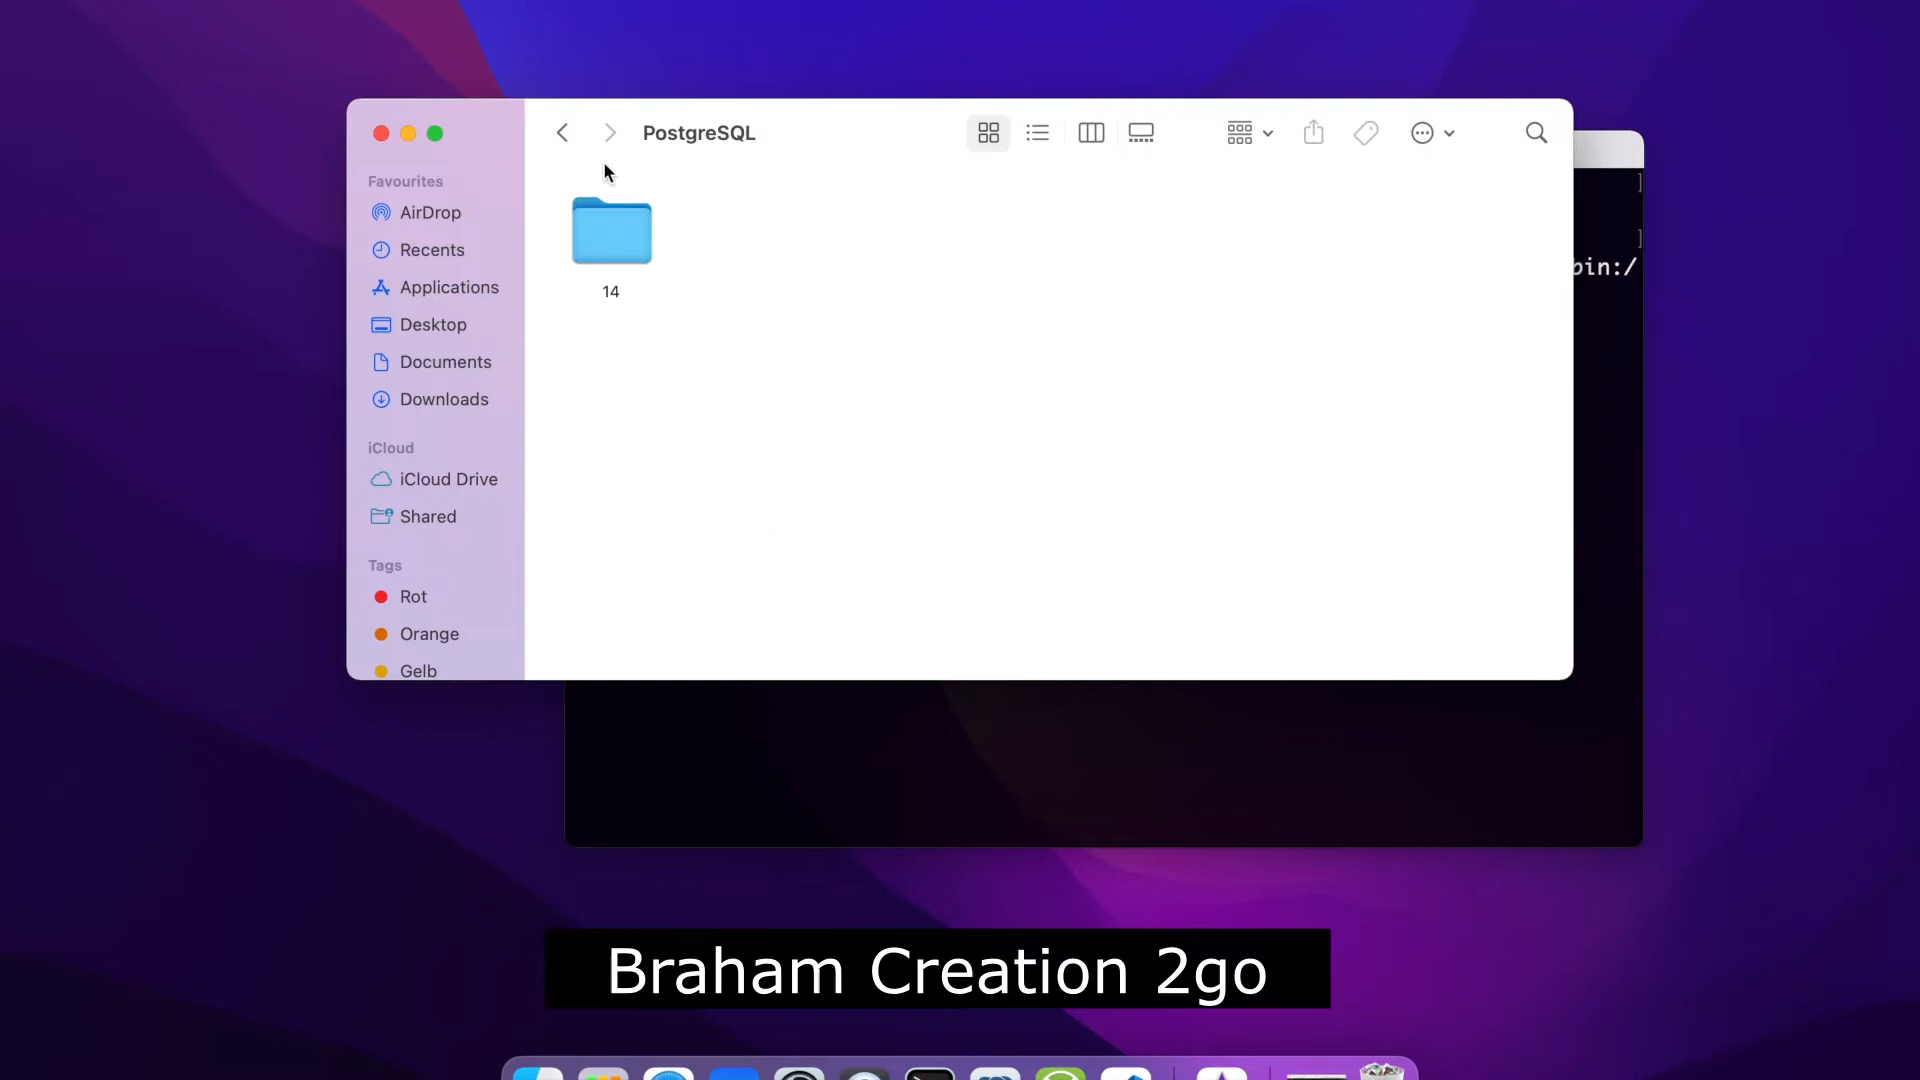 PostgreSQL
Favourites
AirDrop
Recents
Applications
Desktop
Documents
Downloads
iCloud
iCloud Drive
Shared
Tags
Rot
Orange
Gelb
14
]
]
bin:/
Braham Creation 2go